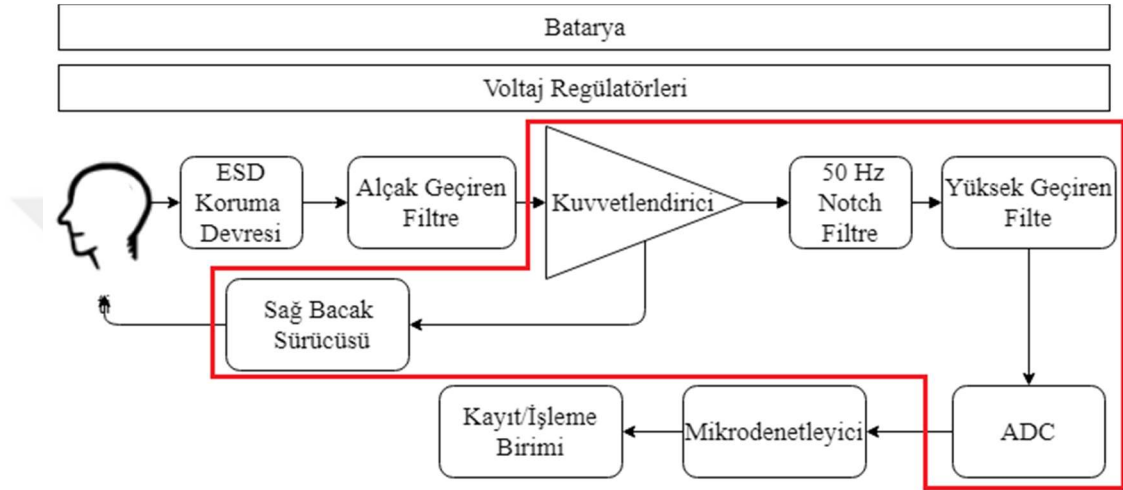 Batarya
Voltaj Regülatörleri
ESD
Koruma
Devresi
Alçak Geçiren
Filtre
Kuvvetlendirici
50 Hz
Notch
Filtre
Yüksek Geçiren
Filte
Sağ Bacak
Sürücüsü
Kayıt/İşleme
Birimi
Mikrodenetleyici
ADC